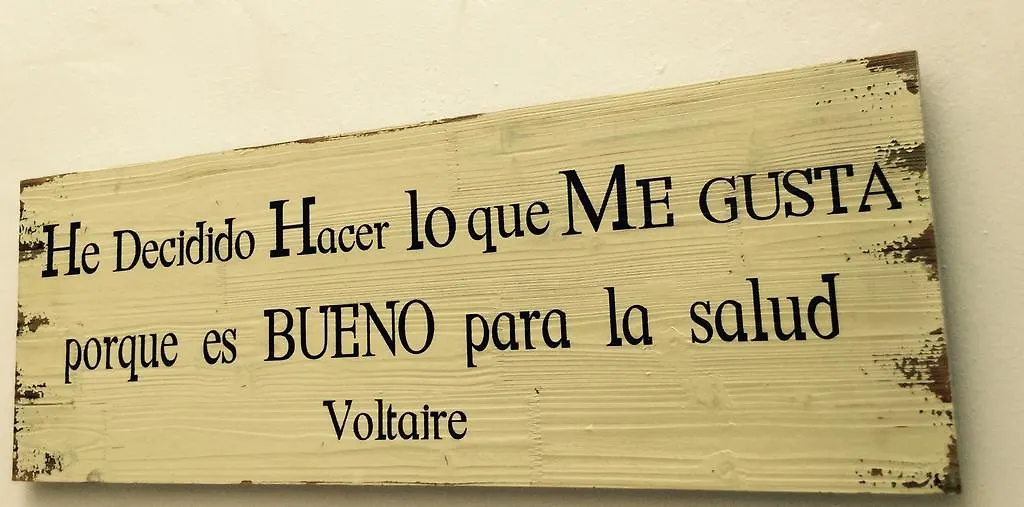 He Decidido Hacer lo que ME GUSTA
porque es BUENO para la salud
Voltaire